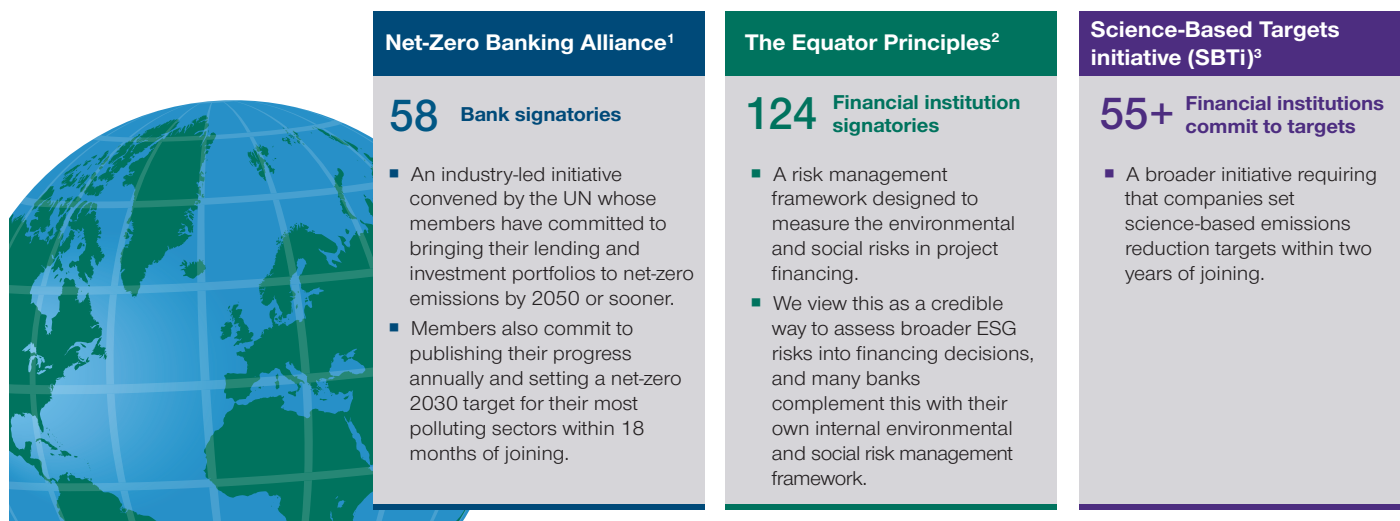 Net-Zero Banking Alliance¹
58 Bank signatories
■ An industry-led initiative
convened by the UN whose
members have committed to
bringing their lending and
investment portfolios to net-zero
emissions by 2050 or sooner.
■ Members also commit to
publishing their progress
annually and setting a net-zero
2030 target for their most
polluting sectors within 18
months of joining.
The Equator Principles²
124 Financial institution
signatories
■ A risk management
framework designed to
measure the environmental
and social risks in project
financing.
■ We view this as a credible
way to assess broader ESG
risks into financing decisions,
and many banks
complement this with their
own internal environmental
and social risk management
framework.
Science-Based Targets
initiative (SBTi)³
55+ Financial institutions
commit to targets
■ A broader initiative requiring
that companies set
science-based emissions
reduction targets within two
years of joining.